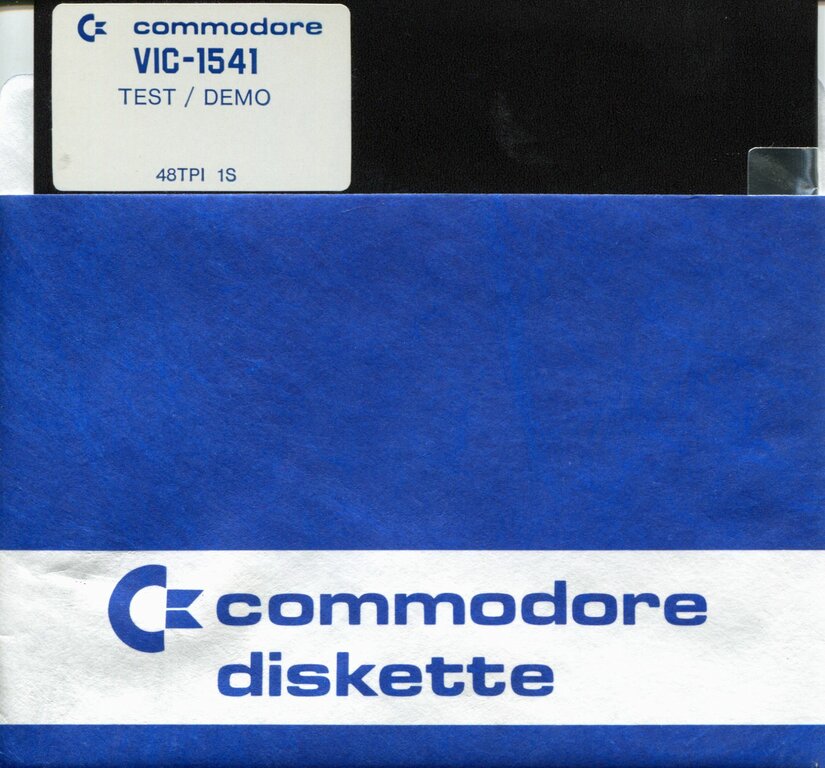 commodore
VIC-1541
TEST / DEMO
48TPI 1S
commodore
diskette